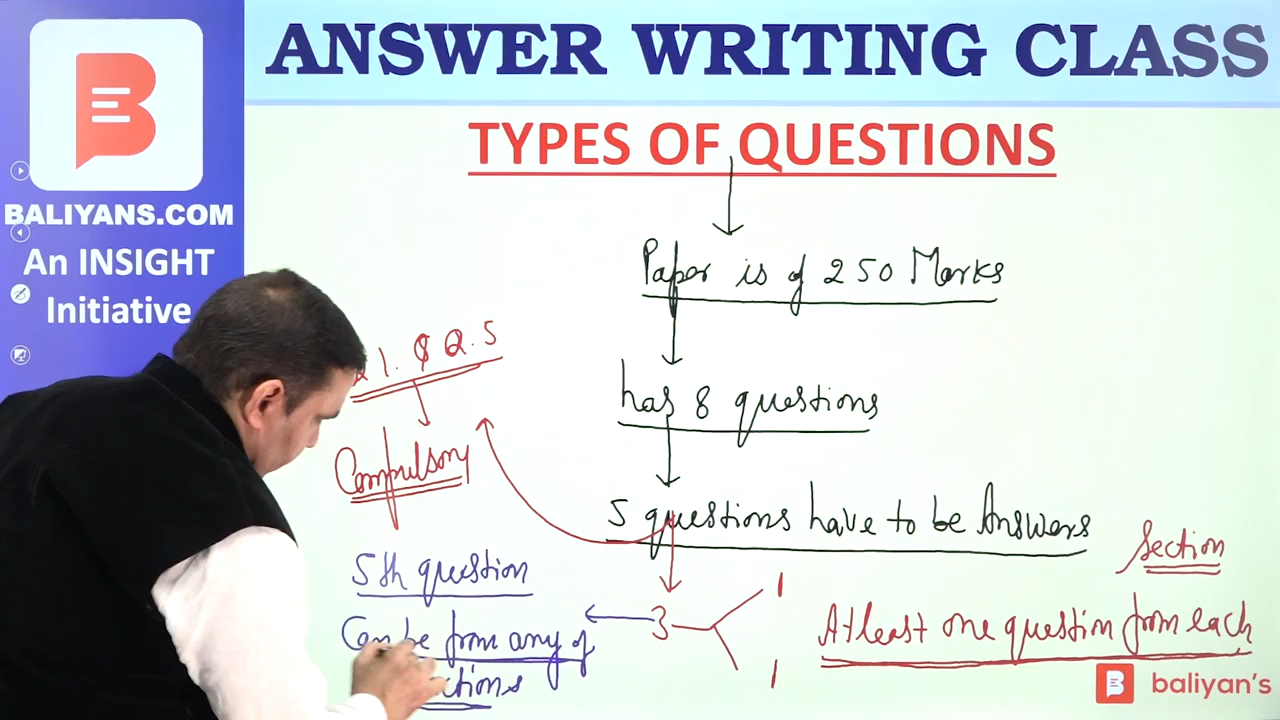 ANSWER WRITING CLASS
BALIYANS.COM
An INSIGHT
Initiative
TYPES OF QUESTIONS
Paper is of 250 Marks
has 8 questions
5 questions have to be Answers
1. & Q. 5
Compulsory
3
1
1
Section
Atleast one question from each
5th question
Can be from any of
baliyan's